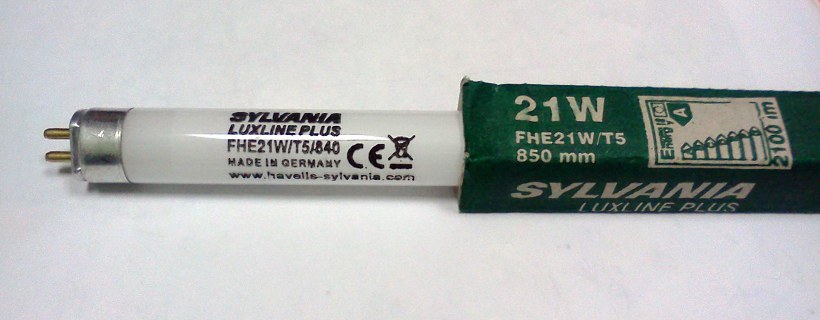 SYLVANIA
LUXLINE PLUS
FHE21W/T5/840
MADE IN GERMANY
www.havells-sylvania.com
CE
21W
FHE21W/T5
850 mm
A
2100 lm
SYLVANIA
LUXLINE PLUS